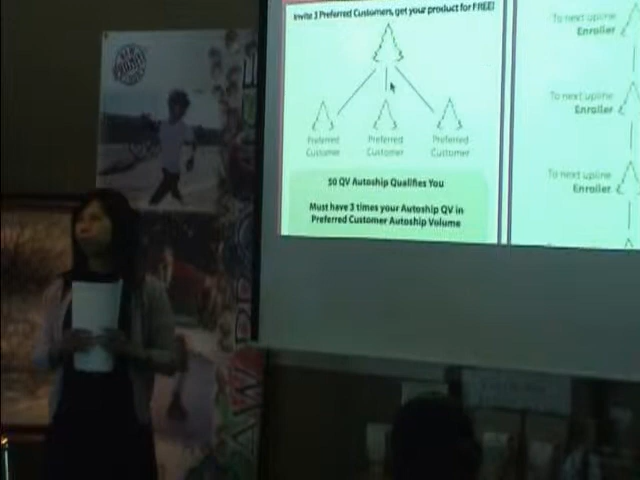 Invite 3 Preferred Customers, get your product for FREE!
Preferred
Customer
Preferred
Customer
Preferred
Customer
50 QV Autoship Qualifies You
Must have 3 times your Autoship QV in
Preferred Customer Autoship Volume
To next upline
Enroller
To next upline
Enroller
To next upline
Enroller